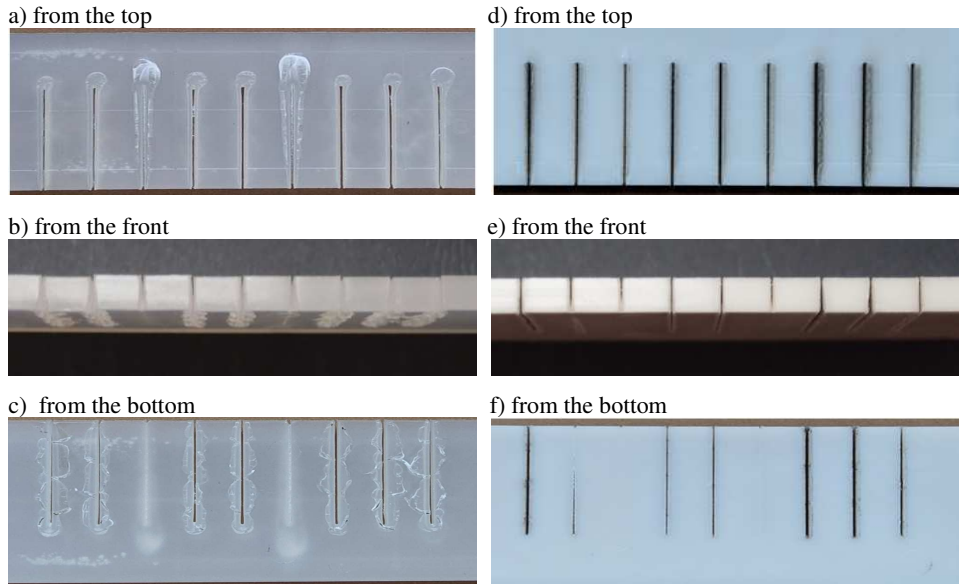 a) from the top
d) from the top
b) from the front
e) from the front
c) from the bottom
f) from the bottom